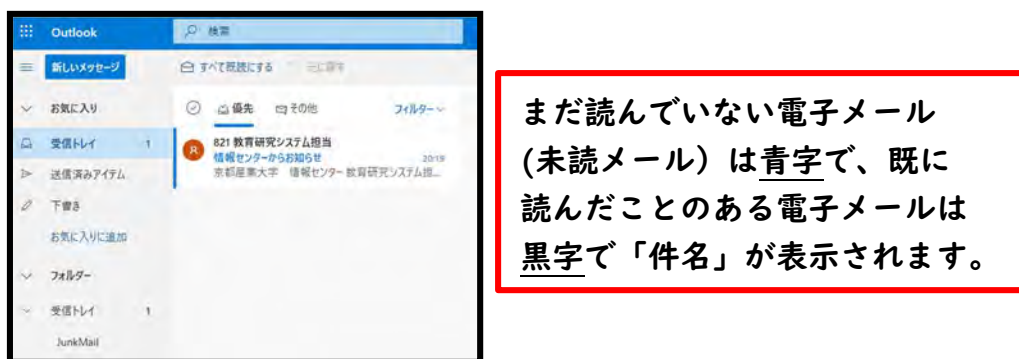 Outlook
検索
新しいメッセージ
すべて既読にする
お気に入り
優先 その他 フィルター
受信トレイ 1
R
821 教育研究システム担当
情報センターからお知らせ 20:19
京都産業大学 情報センター 教育研究システム担...
送信済みアイテム
下書き
お気に入りに追加
フォルダー
受信トレイ 1
JunkMail
まだ読んでいない電子メール
(未読メール）は青字で、既に
読んだことのある電子メールは
黒字で「件名」が表示されます。